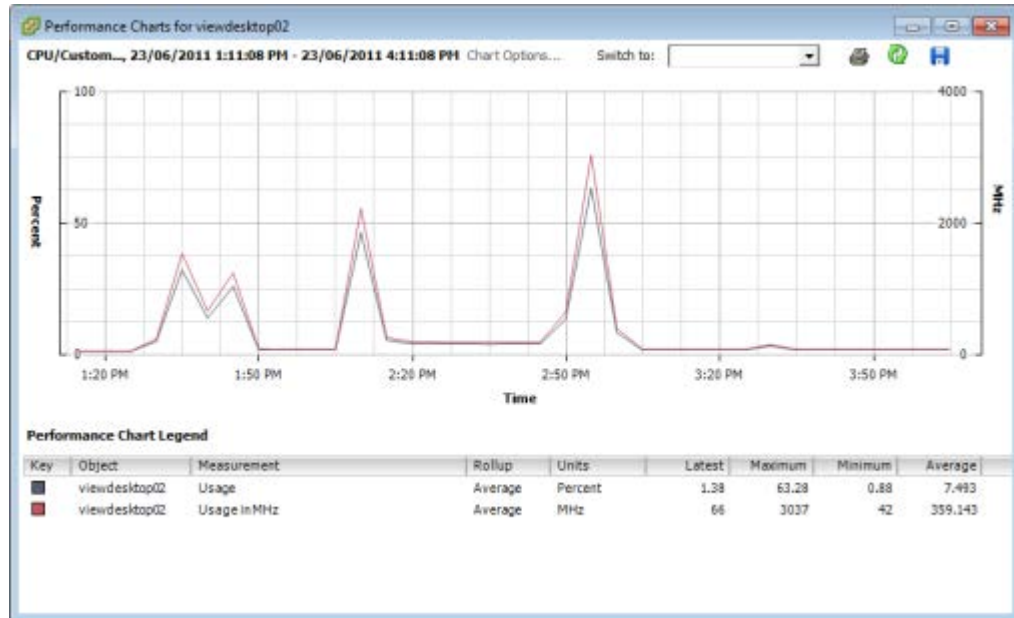 Performance Charts for viewdesktop02
CPU/Custom..., 23/06/2011 1:11:08 PM - 23/06/2011 4:11:08 PM Chart Options... Switch to:
100 4000
Percent
MHz
50 2000
0 0
1:20 PM 1:50 PM 2:20 PM 2:50 PM 3:20 PM 3:50 PM
Time
Performance Chart Legend
Key Object Measurement Rollup Units Latest Maximum Minimum Average
viewdesktop02 Usage Average Percent 1.38 63.28 0.88 7.493
viewdesktop02 Usage in MHz Average MHz 66 3037 42 359.143